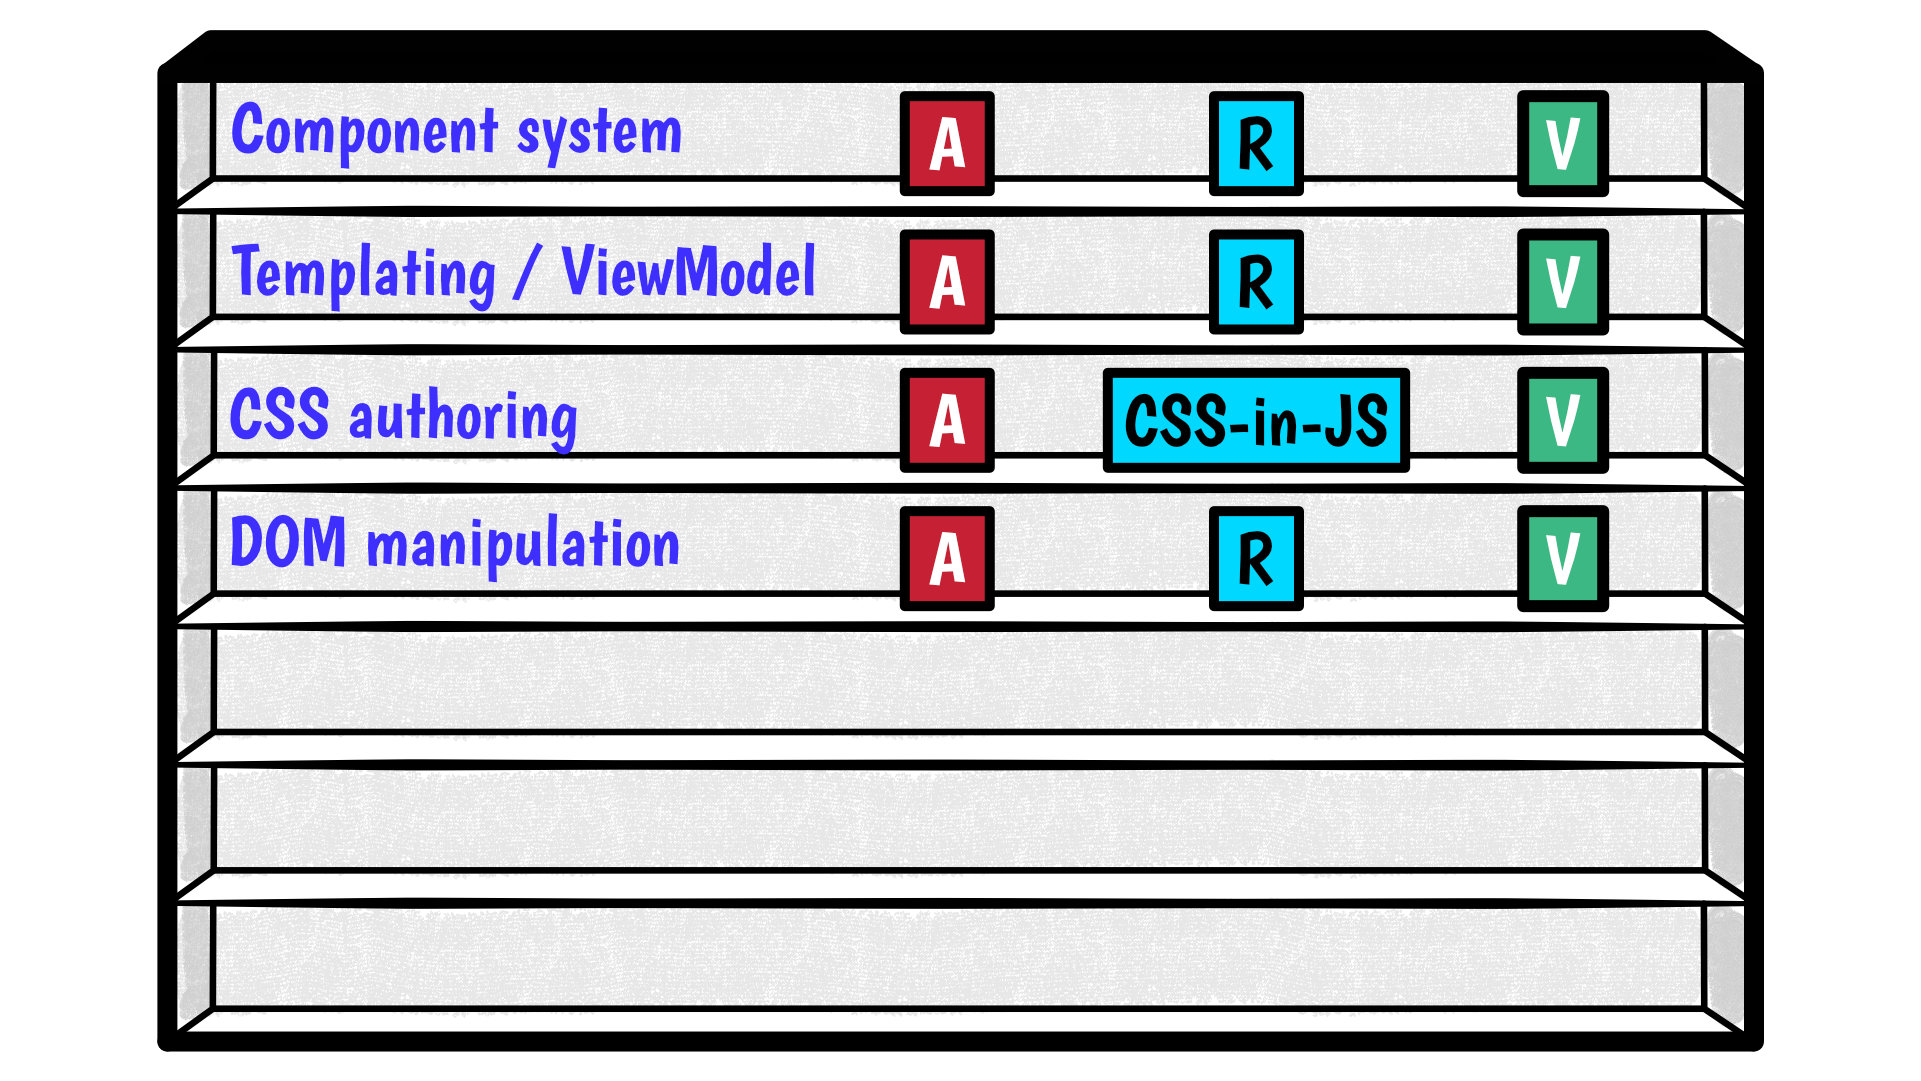 Component system A R V
Templating / ViewModel A R V
CSS authoring A CSS-in-JS V
DOM manipulation A R V